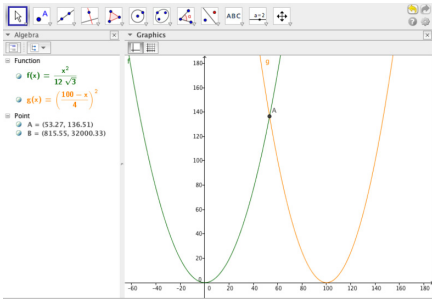 ABC
a=2
Algebra
Graphics
Function
f(x) = x² / 12 √3
g(x) = (100 − x / 4)²
Point
A = (53.27, 136.51)
B = (815.55, 32000.33)
f
g
A
180
160
140
120
100
80
60
40
20
0
-60 -40 -20 0 20 40 60 80 100 120 140 160 180